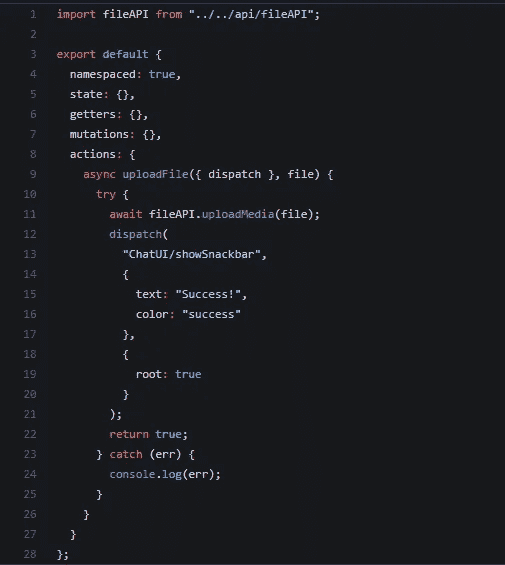 1 import fileAPI from "../../api/fileAPI";
2
3 export default {
4   namespaced: true,
5   state: {},
6   getters: {},
7   mutations: {},
8   actions: {
9     async uploadFile({ dispatch }, file) {
10       try {
11         await fileAPI.uploadMedia(file);
12         dispatch(
13           "ChatUI/showSnackbar",
14           {
15             text: "Success!",
16             color: "success"
17           },
18           {
19             root: true
20           }
21         );
22         return true;
23       } catch (err) {
24         console.log(err);
25       }
26     }
27   }
28 };